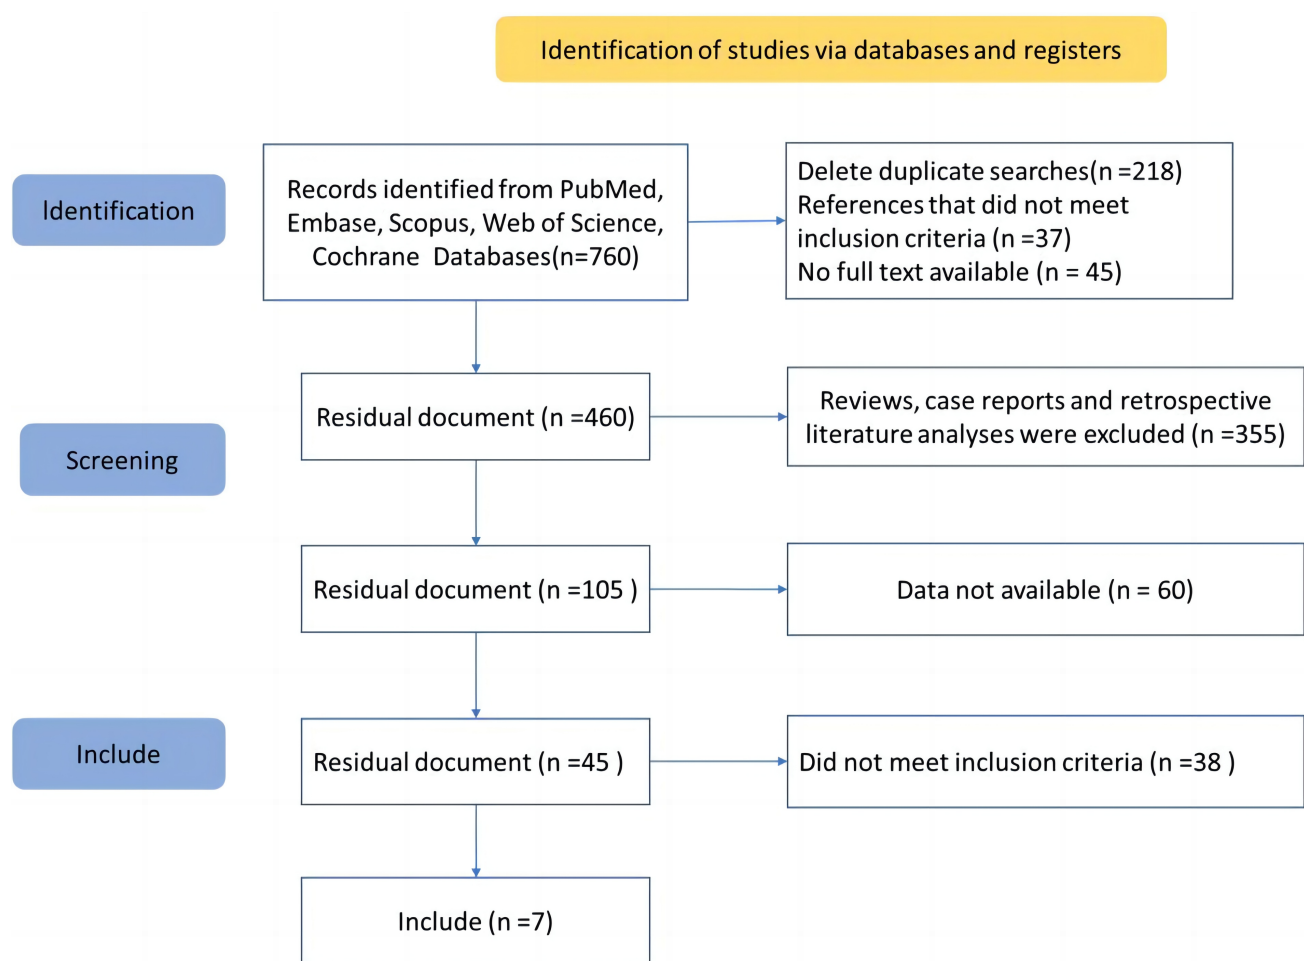 Identification of studies via databases and registers
Identification
Records identified from PubMed,
Embase, Scopus, Web of Science,
Cochrane  Databases(n=760)
Delete duplicate searches(n =218)
References that did not meet
inclusion criteria (n =37)
No full text available (n = 45)
Screening
Residual document (n =460)
Reviews, case reports and retrospective
literature analyses were excluded (n =355)
Residual document (n =105 )
Data not available (n = 60)
Include
Residual document (n =45 )
Did not meet inclusion criteria (n =38 )
Include (n =7)